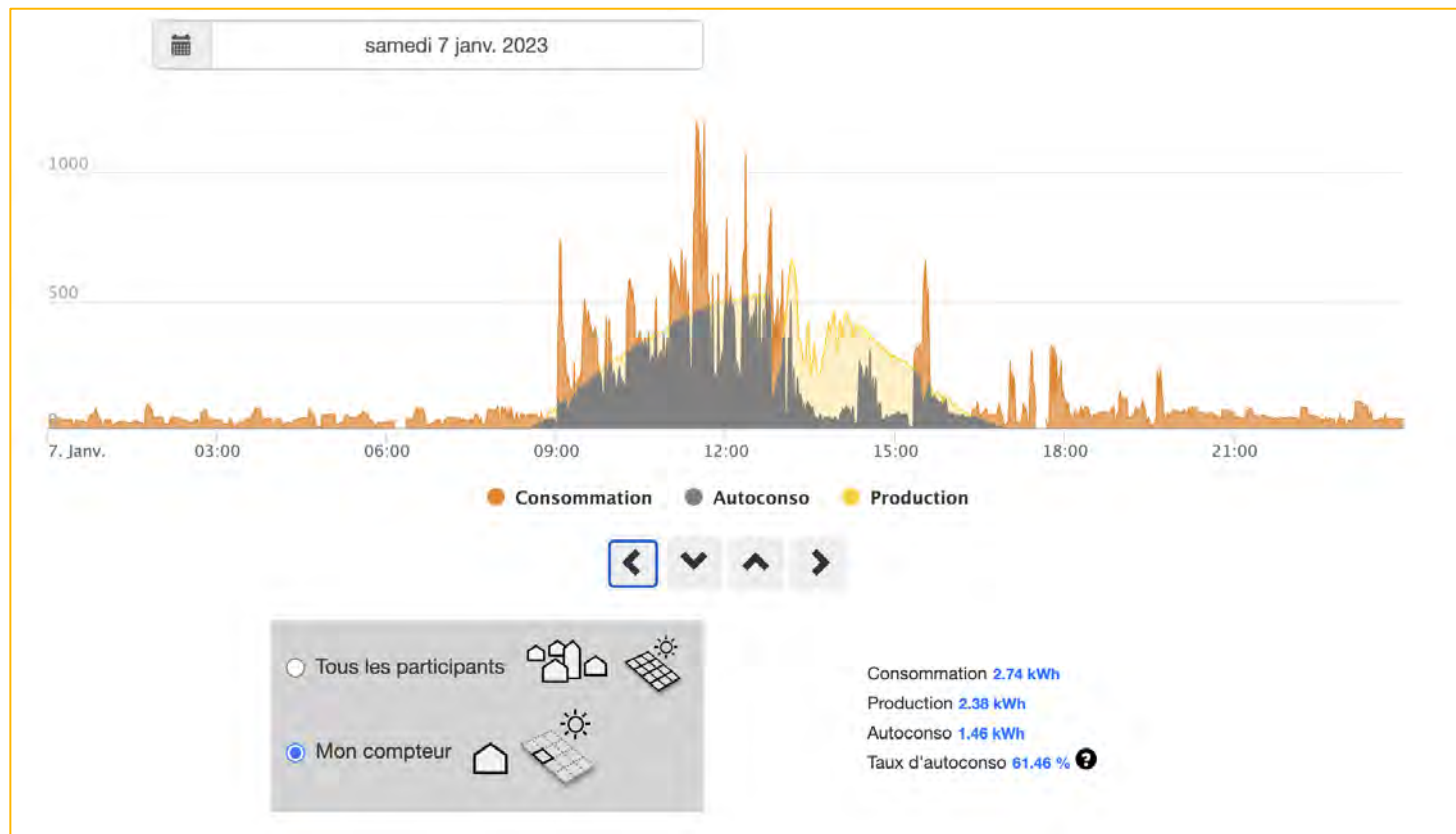 samedi 7 janv. 2023
1000
500
0
7. Janv. 03:00 06:00 09:00 12:00 15:00 18:00 21:00
Consommation Autoconso Production
Tous les participants
Mon compteur
Consommation 2.74 kWh
Production 2.38 kWh
Autoconso 1.46 kWh
Taux d'autoconso 61.46 % ?